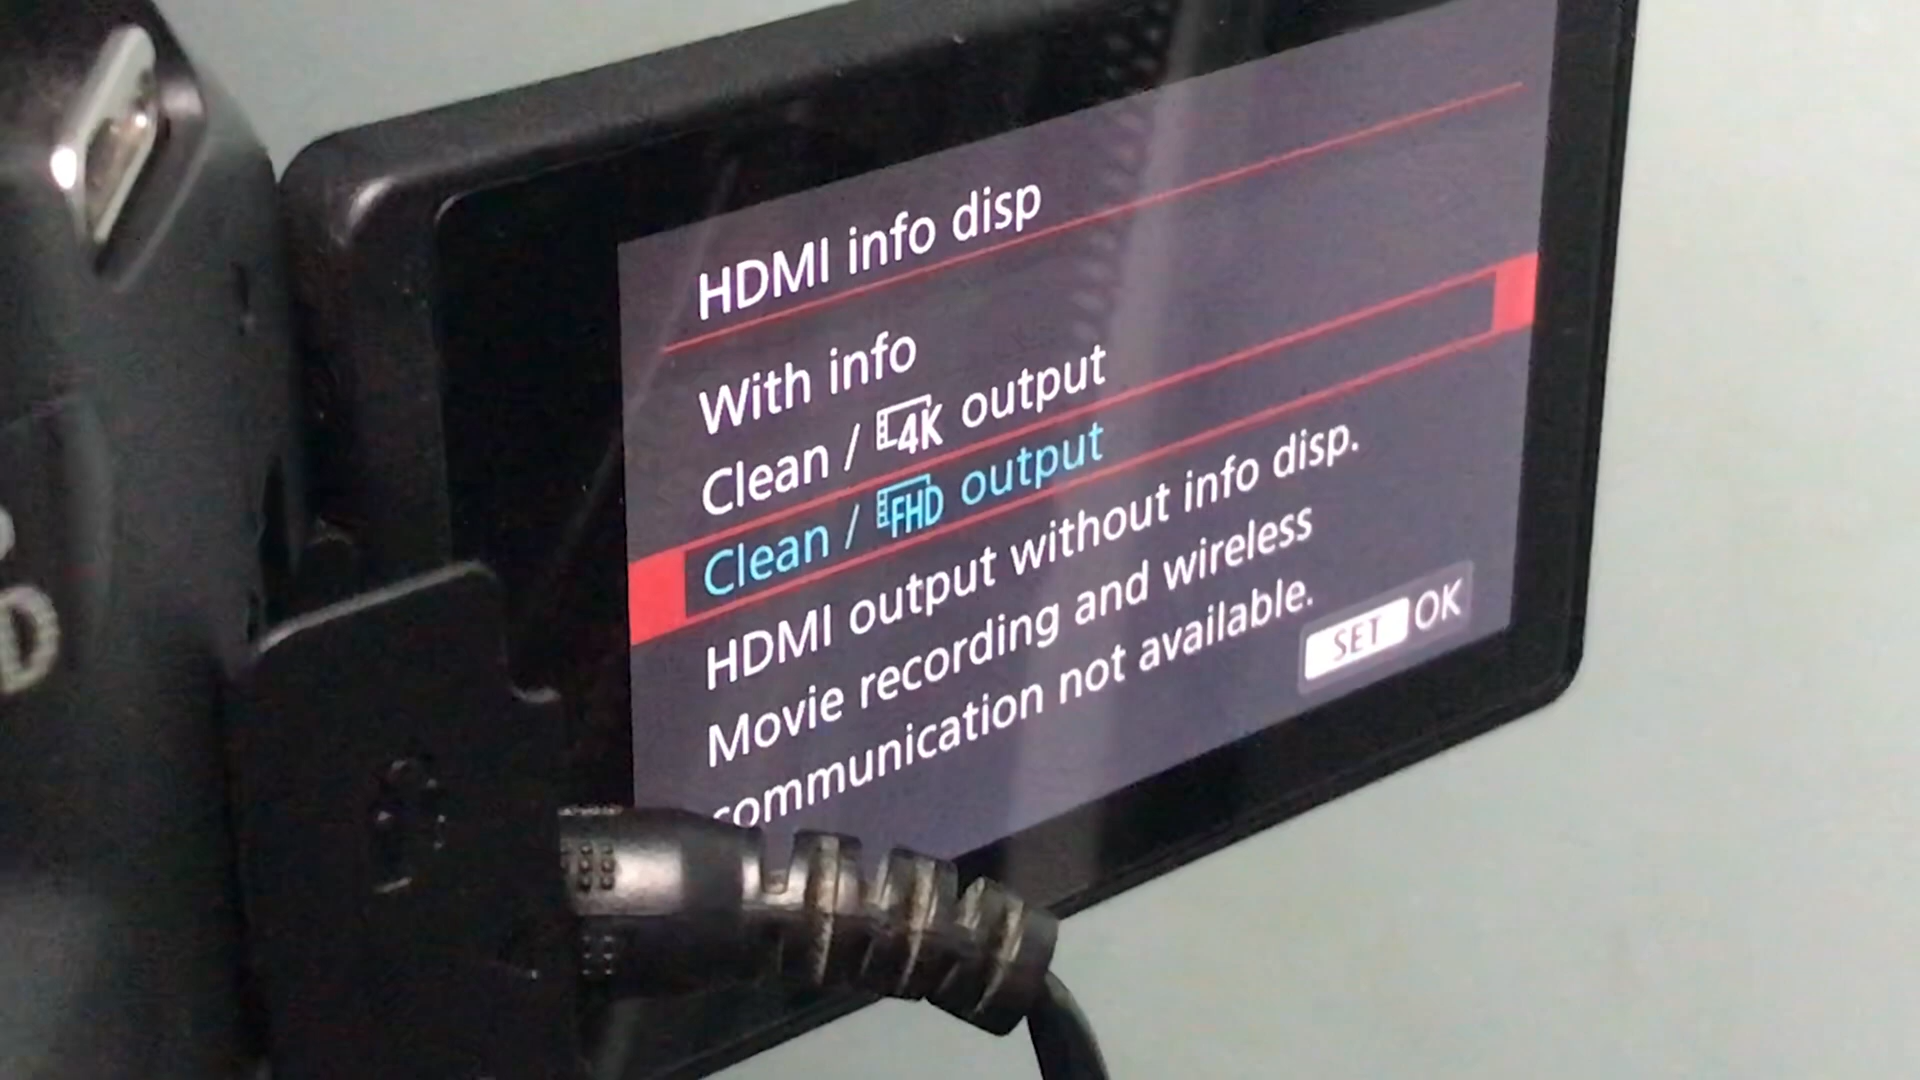 HDMI info disp
With info
Clean / 4K output
Clean / FHD output
HDMI output without info disp.
Movie recording and wireless
communication not available.
SET OK
D